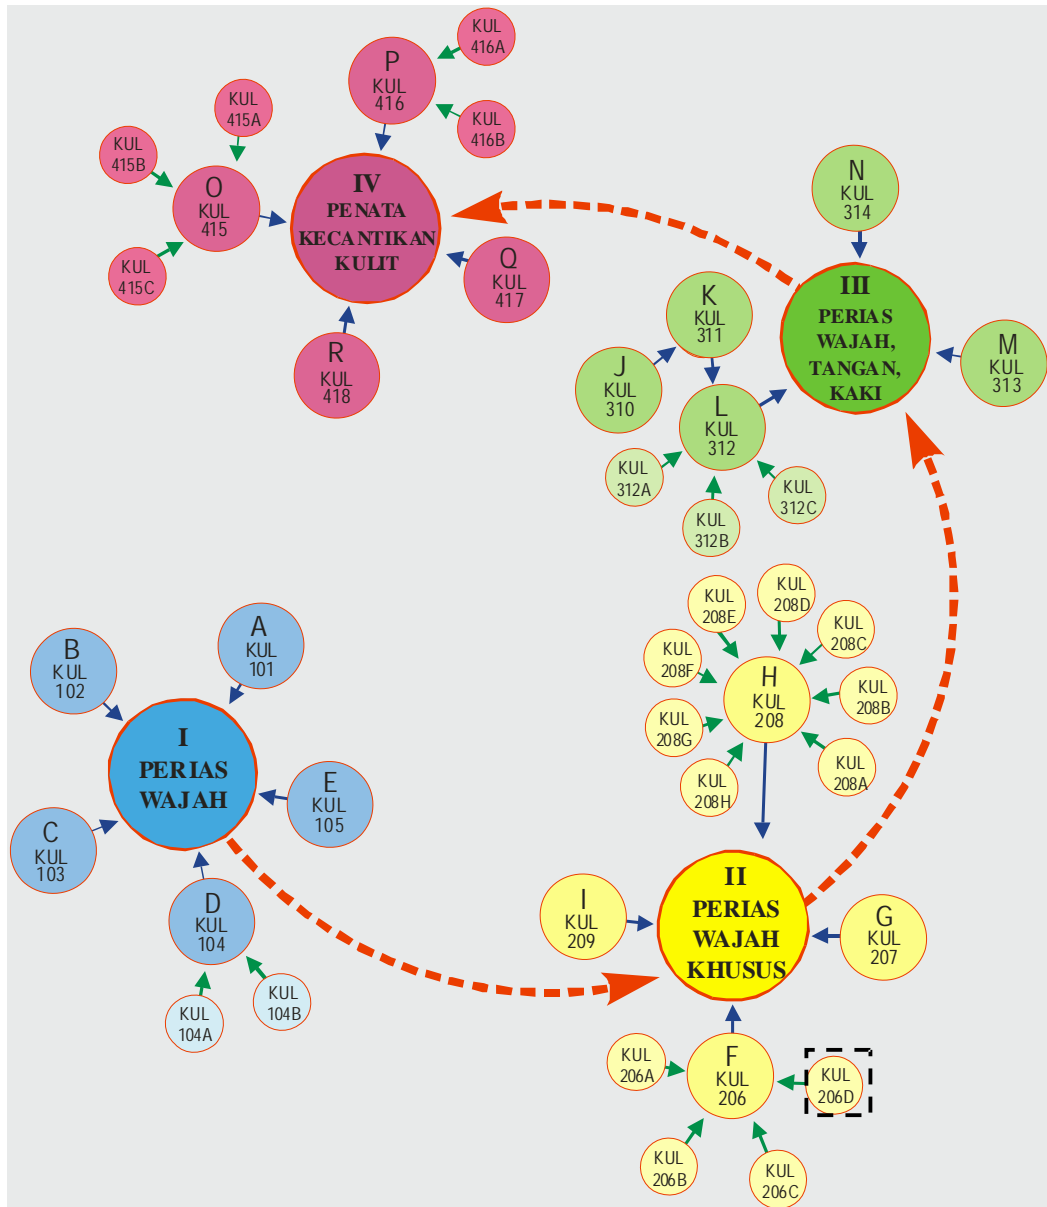 KUL
416A
P
KUL
416
KUL
416B
KUL
415A
KUL
415B
O
KUL
415
KUL
415C
IV
PENATA
KECANTIKAN
KULIT
Q
KUL
417
R
KUL
418
N
KUL
314
III
PERIAS
WAJAH,
TANGAN,
KAKI
M
KUL
313
K
KUL
311
J
KUL
310
L
KUL
312
KUL
312A
KUL
312B
KUL
312C
KUL
208E
KUL
208D
KUL
208C
KUL
208F
H
KUL
208
KUL
208B
KUL
208G
KUL
208A
KUL
208H
A
KUL
101
B
KUL
102
I
PERIAS
WAJAH
E
KUL
105
C
KUL
103
D
KUL
104
KUL
104A
KUL
104B
II
PERIAS
WAJAH
KHUSUS
I
KUL
209
G
KUL
207
F
KUL
206
KUL
206A
KUL
206D
KUL
206B
KUL
206C